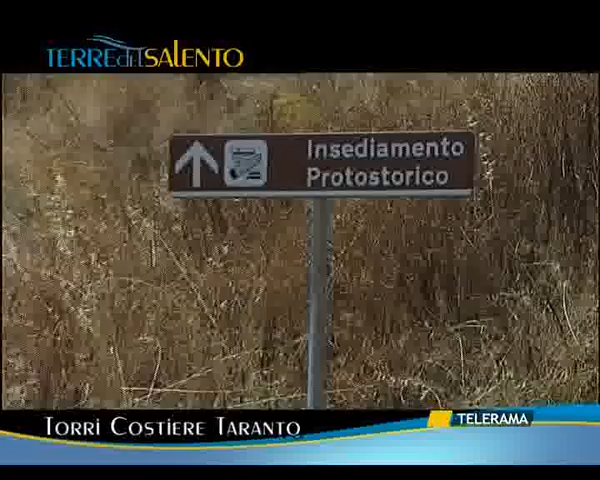 TERRE del SALENTO
Insediamento
Protostorico
TORRI COSTIERE TARANTO
TELERAMA